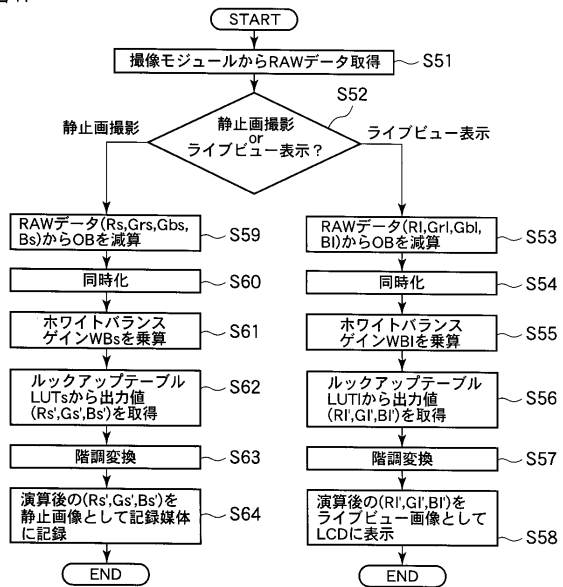 START
撮像モジュールからRAWデータ取得
S51
S52
静止画撮影
or
ライブビュー表示？
静止画撮影
ライブビュー表示
RAWデータ(Rs,Grs,Gbs,
Bs)からOBを減算
S59
同時化
S60
ホワイトバランス
ゲインWBsを乗算
S61
ルックアップテーブル
LUTsから出力値
(Rs',Gs',Bs')を取得
S62
階調変換
S63
演算後の(Rs',Gs',Bs')を
静止画像として記録媒体
に記録
S64
END
RAWデータ(Rl,Grl,Gbl,
Bl)からOBを減算
S53
同時化
S54
ホワイトバランス
ゲインWBlを乗算
S55
ルックアップテーブル
LUTlから出力値
(Rl',Gl',Bl')を取得
S56
階調変換
S57
演算後の(Rl',Gl',Bl')を
ライブビュー画像として
LCDに表示
S58
END